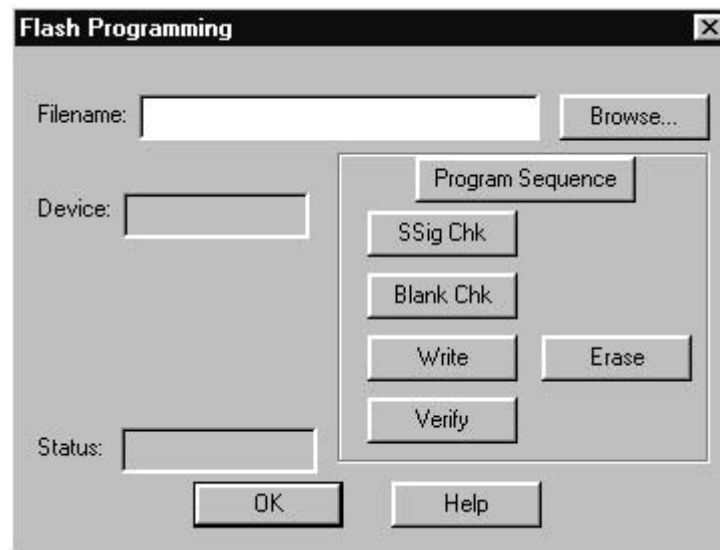 Flash Programming
Filename:
Browse...
Program Sequence
Device:
SSig Chk
Blank Chk
Write
Erase
Verify
Status:
OK
Help